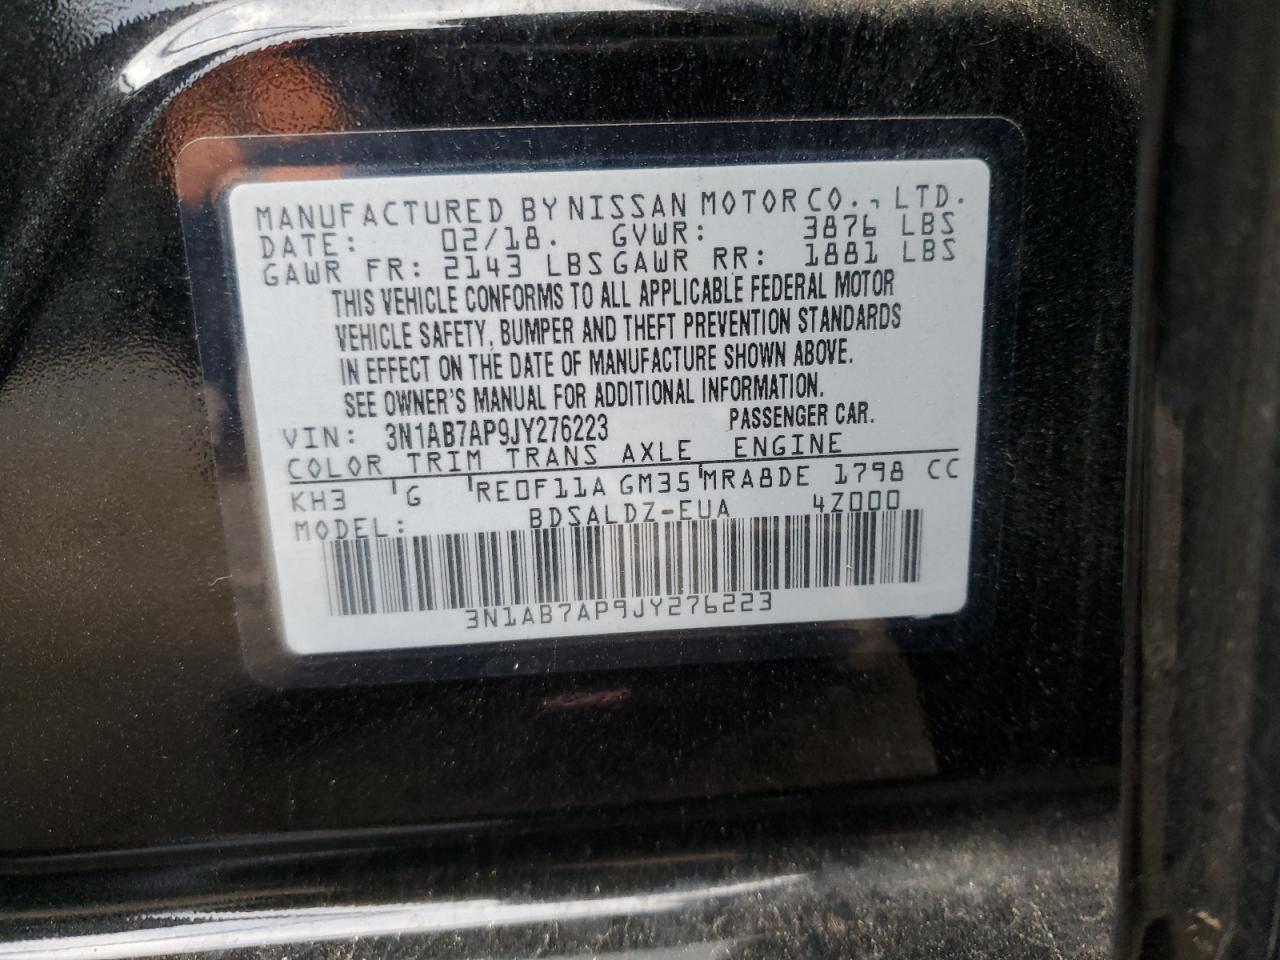 MANUFACTURED BY NISSAN MOTOR CO., LTD.
DATE: 02/18. GVWR: 3876 LBS
GAWR FR: 2143 LBS GAWR RR: 1881 LBS
THIS VEHICLE CONFORMS TO ALL APPLICABLE FEDERAL MOTOR
VEHICLE SAFETY, BUMPER AND THEFT PREVENTION STANDARDS
IN EFFECT ON THE DATE OF MANUFACTURE SHOWN ABOVE.
SEE OWNER'S MANUAL FOR ADDITIONAL INFORMATION.
VIN: 3N1AB7AP9JY276223 PASSENGER CAR.
COLOR TRIM TRANS AXLE ENGINE
KH3 G RE0F11A GM35 MRA8DE 1798 CC
MODEL: BDSALDZ-EUA 4Z000
3N1AB7AP9JY276223